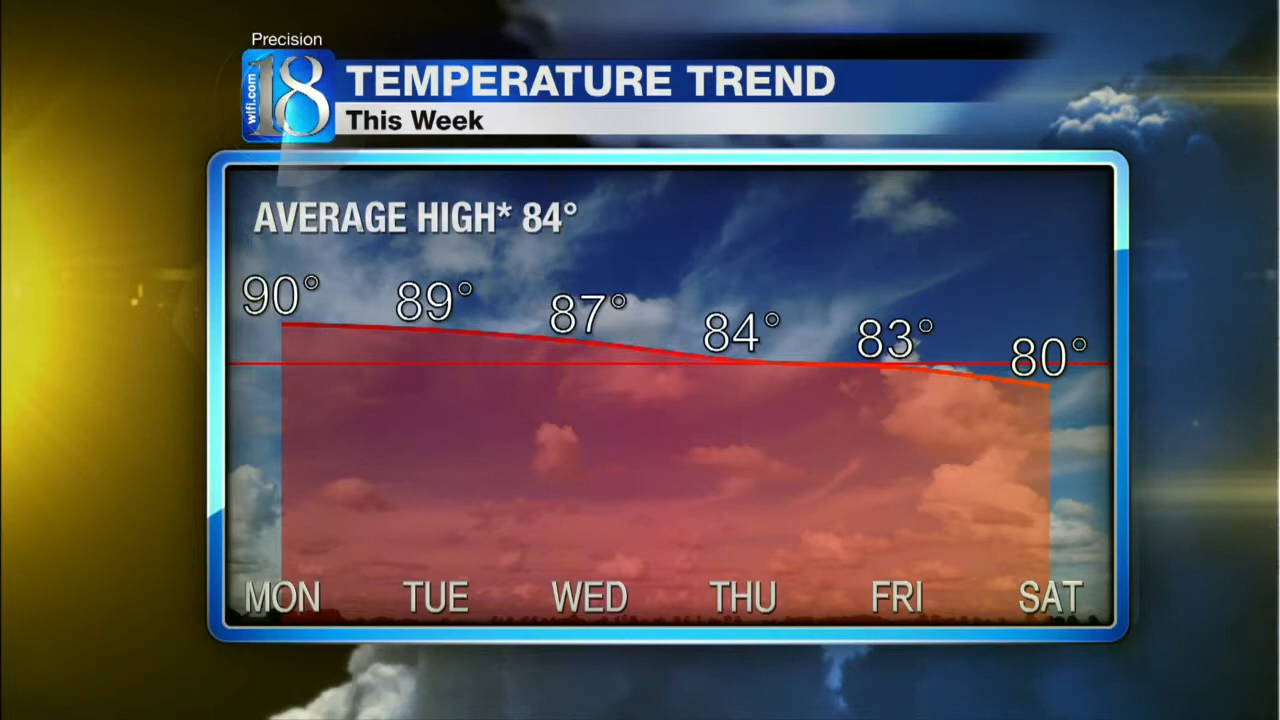 Precision
wlfi.com
18
TEMPERATURE TREND
This Week
AVERAGE HIGH* 84°
90° 89° 87° 84° 83° 80°
MON TUE WED THU FRI SAT